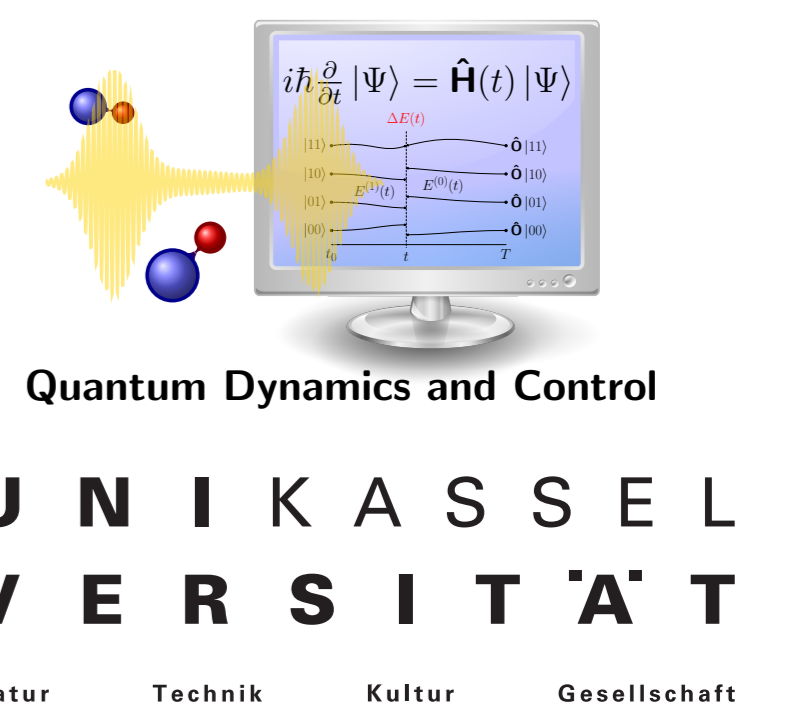 iħ ∂/∂t |Ψ⟩ = Ĥ(t) |Ψ⟩
ΔE(t)
|11⟩ Ô |11⟩
|10⟩ Ô |10⟩
E⁽¹⁾(t) E⁽⁰⁾(t)
|01⟩ Ô |01⟩
|00⟩ Ô |00⟩
t₀ t T
Quantum Dynamics and Control
U N I K A S S E L
V E R S I T Ä T
atur Technik Kultur Gesellschaft